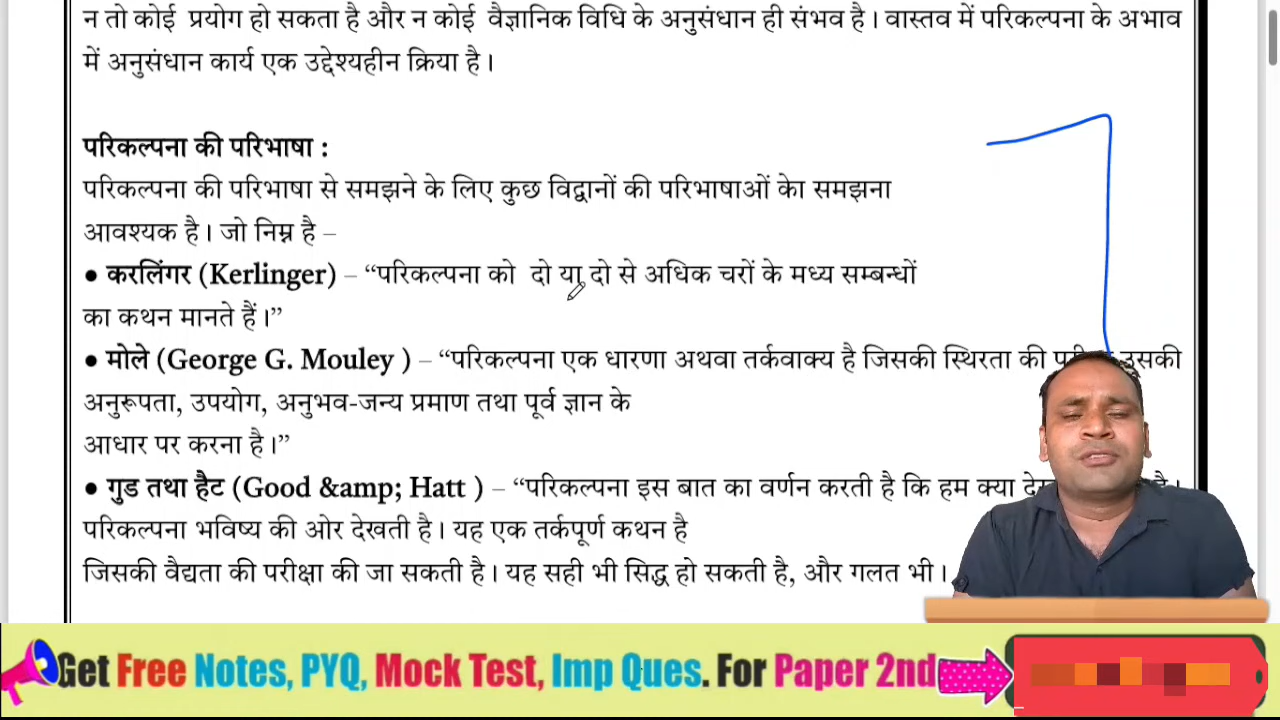 न तो कोई प्रयोग हो सकता है और न कोई वैज्ञानिक विधि के अनुसंधान ही संभव है। वास्तव में परिकल्पना के अभाव
में अनुसंधान कार्य एक उद्देश्यहीन क्रिया है।
परिकल्पना की परिभाषा :
परिकल्पना की परिभाषा से समझने के लिए कुछ विद्वानों की परिभाषाओं केा समझना
आवश्यक है। जो निम्न है –
● करलिंगर (Kerlinger) – “परिकल्पना को दो या दो से अधिक चरों के मध्य सम्बन्धों
का कथन मानते हैं।”
● मोले (George G. Mouley ) – “परिकल्पना एक धारणा अथवा तर्कवाक्य है जिसकी स्थिरता की उसकी
अनुरूपता, उपयोग, अनुभव-जन्य प्रमाण तथा पूर्व ज्ञान के
आधार पर करना है।”
● गुड तथा हैट (Good &amp; Hatt ) – “परिकल्पना इस बात का वर्णन करती है कि हम क्या है।
परिकल्पना भविष्य की ओर देखती है। यह एक तर्कपूर्ण कथन है
जिसकी वैद्यता की परीक्षा की जा सकती है। यह सही भी सिद्ध हो सकती है, और गलत भी।
Get Free Notes, PYQ, Mock Test, Imp Ques. For Paper 2nd